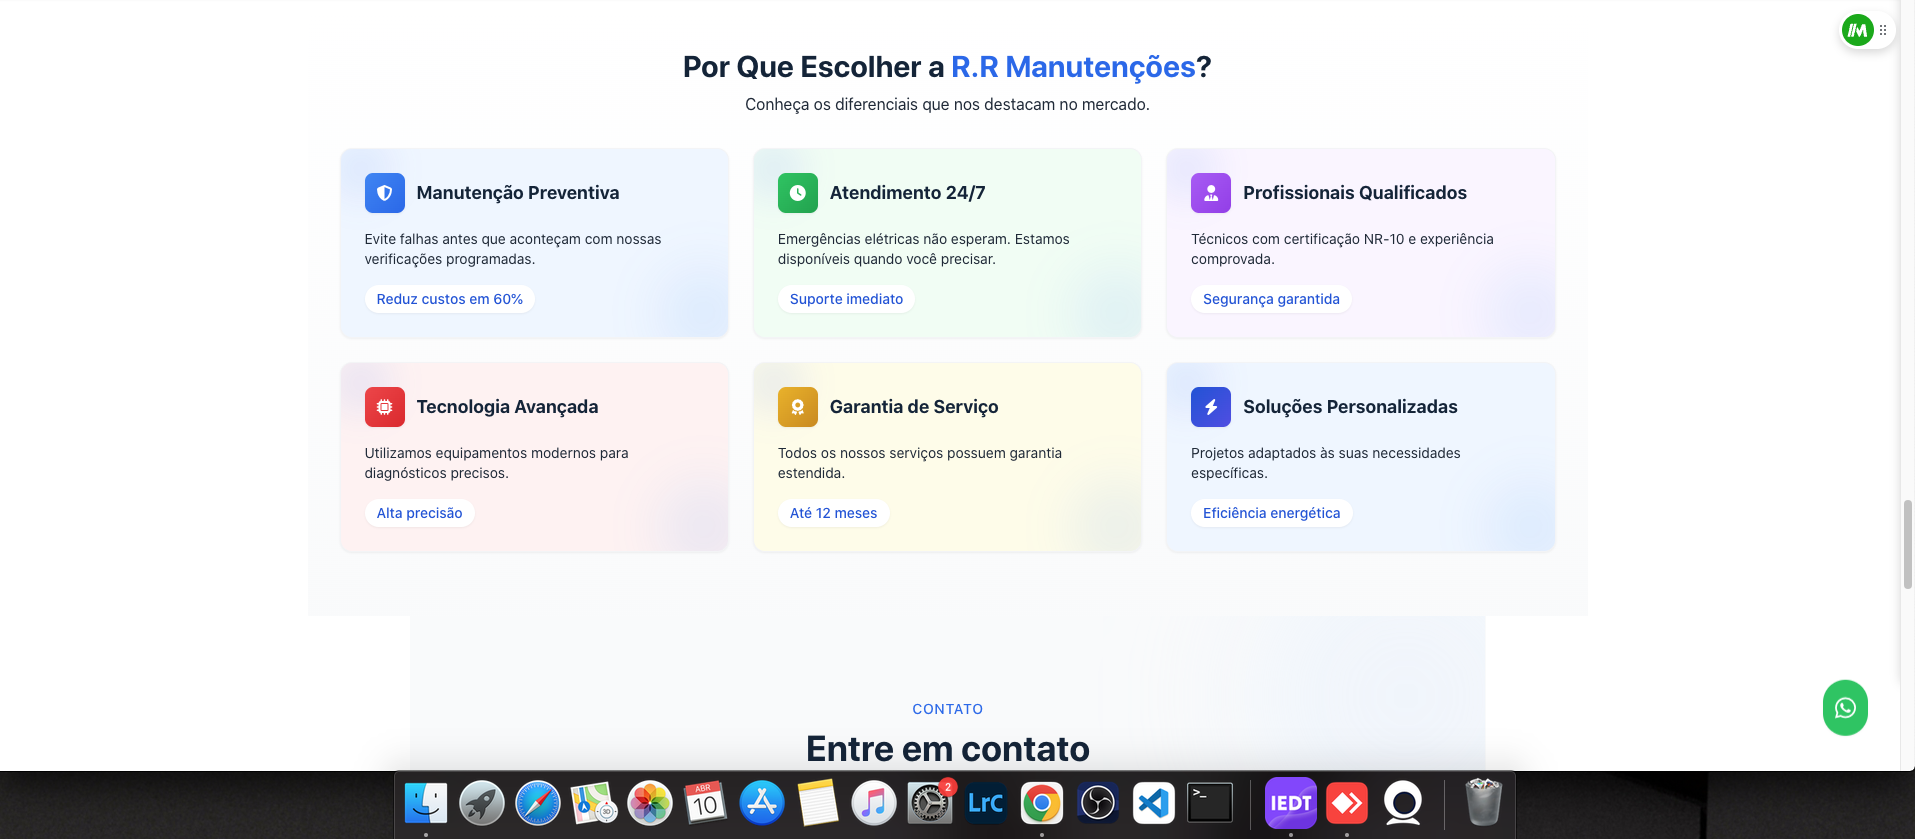 Por Que Escolher a R.R Manutenções?
Conheça os diferenciais que nos destacam no mercado.
Manutenção Preventiva
Evite falhas antes que aconteçam com nossas
verificações programadas.
Reduz custos em 60%
Atendimento 24/7
Emergências elétricas não esperam. Estamos
disponíveis quando você precisar.
Suporte imediato
Profissionais Qualificados
Técnicos com certificação NR-10 e experiência
comprovada.
Segurança garantida
Tecnologia Avançada
Utilizamos equipamentos modernos para
diagnósticos precisos.
Alta precisão
Garantia de Serviço
Todos os nossos serviços possuem garantia
estendida.
Até 12 meses
Soluções Personalizadas
Projetos adaptados às suas necessidades
específicas.
Eficiência energética
CONTATO
Entre em contato
3D
ABR
10
2
LrC
>_
IEDT